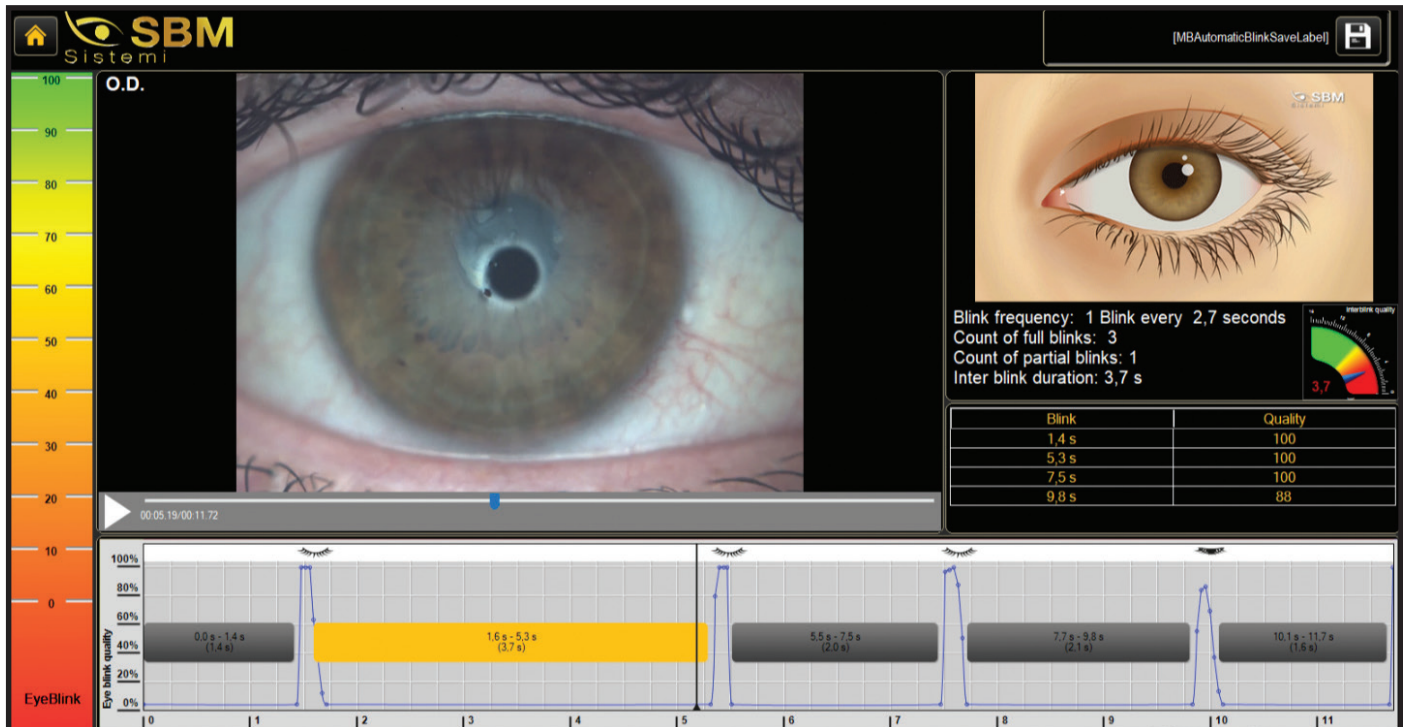 SBM
Sistemi
[MBAutomaticBlinkSaveLabel]
100
90
80
70
60
50
40
30
20
10
0
EyeBlink
O.D.
00:05.19/00:11.72
SBM
Sistemi
Blink frequency: 1 Blink every 2,7 seconds
Count of full blinks: 3
Count of partial blinks: 1
Inter blink duration: 3,7 s
Interblink quality
3,7
Blink Quality
1,4 s 100
5,3 s 100
7,5 s 100
9,8 s 88
Eye blink quality
100%
80%
60%
40%
20%
0%
0,0 s - 1,4 s
(1,4 s)
1,6 s - 5,3 s
(3,7 s)
5,5 s - 7,5 s
(2,0 s)
7,7 s - 9,8 s
(2,1 s)
10,1 s - 11,7 s
(1,6 s)
0 1 2 3 4 5 6 7 8 9 10 11